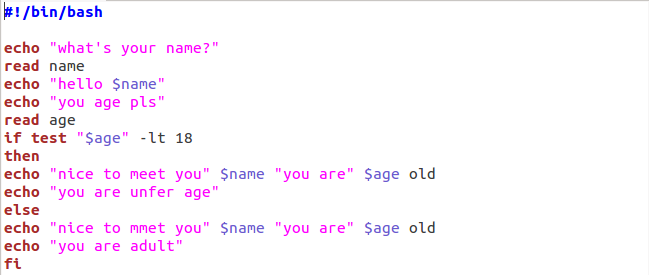 #!/bin/bash
echo "what's your name?"
read name
echo "hello $name"
echo "you age pls"
read age
if test "$age" -lt 18
then
echo "nice to meet you" $name "you are" $age old
echo "you are unfer age"
else
echo "nice to mmet you" $name "you are" $age old
echo "you are adult"
fi